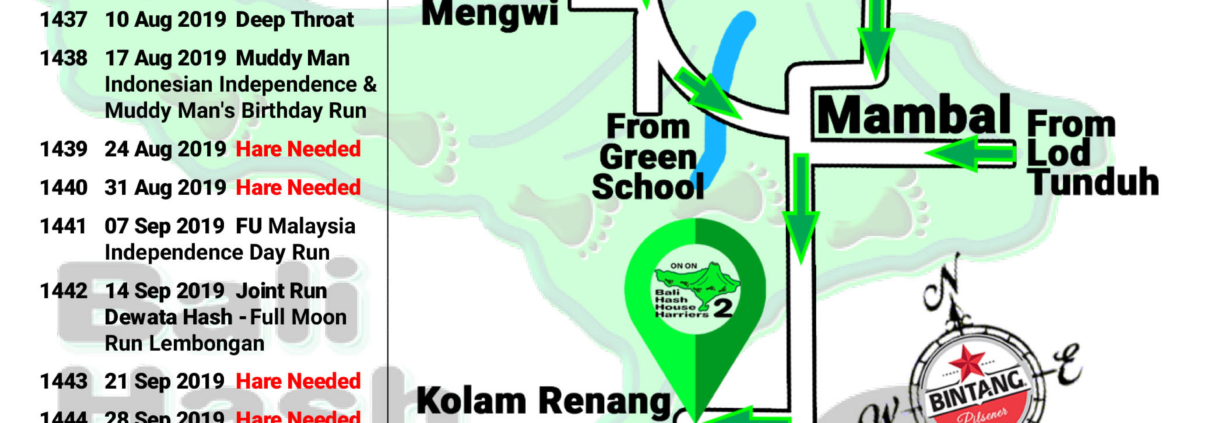 1437 10 Aug 2019 Deep Throat
1438 17 Aug 2019 Muddy Man
Indonesian Independence &
Muddy Man's Birthday Run
1439 24 Aug 2019 Hare Needed
1440 31 Aug 2019 Hare Needed
1441 07 Sep 2019 FU Malaysia
Independence Day Run
1442 14 Sep 2019 Joint Run
Dewata Hash - Full Moon
Run Lembongan
1443 21 Sep 2019 Hare Needed
1444 28 Sep 2019 Hare Needed
Bali
Hash
Mengwi
From
Green
School
Mambal
From
Lod
Tunduh
ON ON
Bali
Hash
House
Harriers 2
Kolam Renang
N
E
W
BINTANG
Pilsener